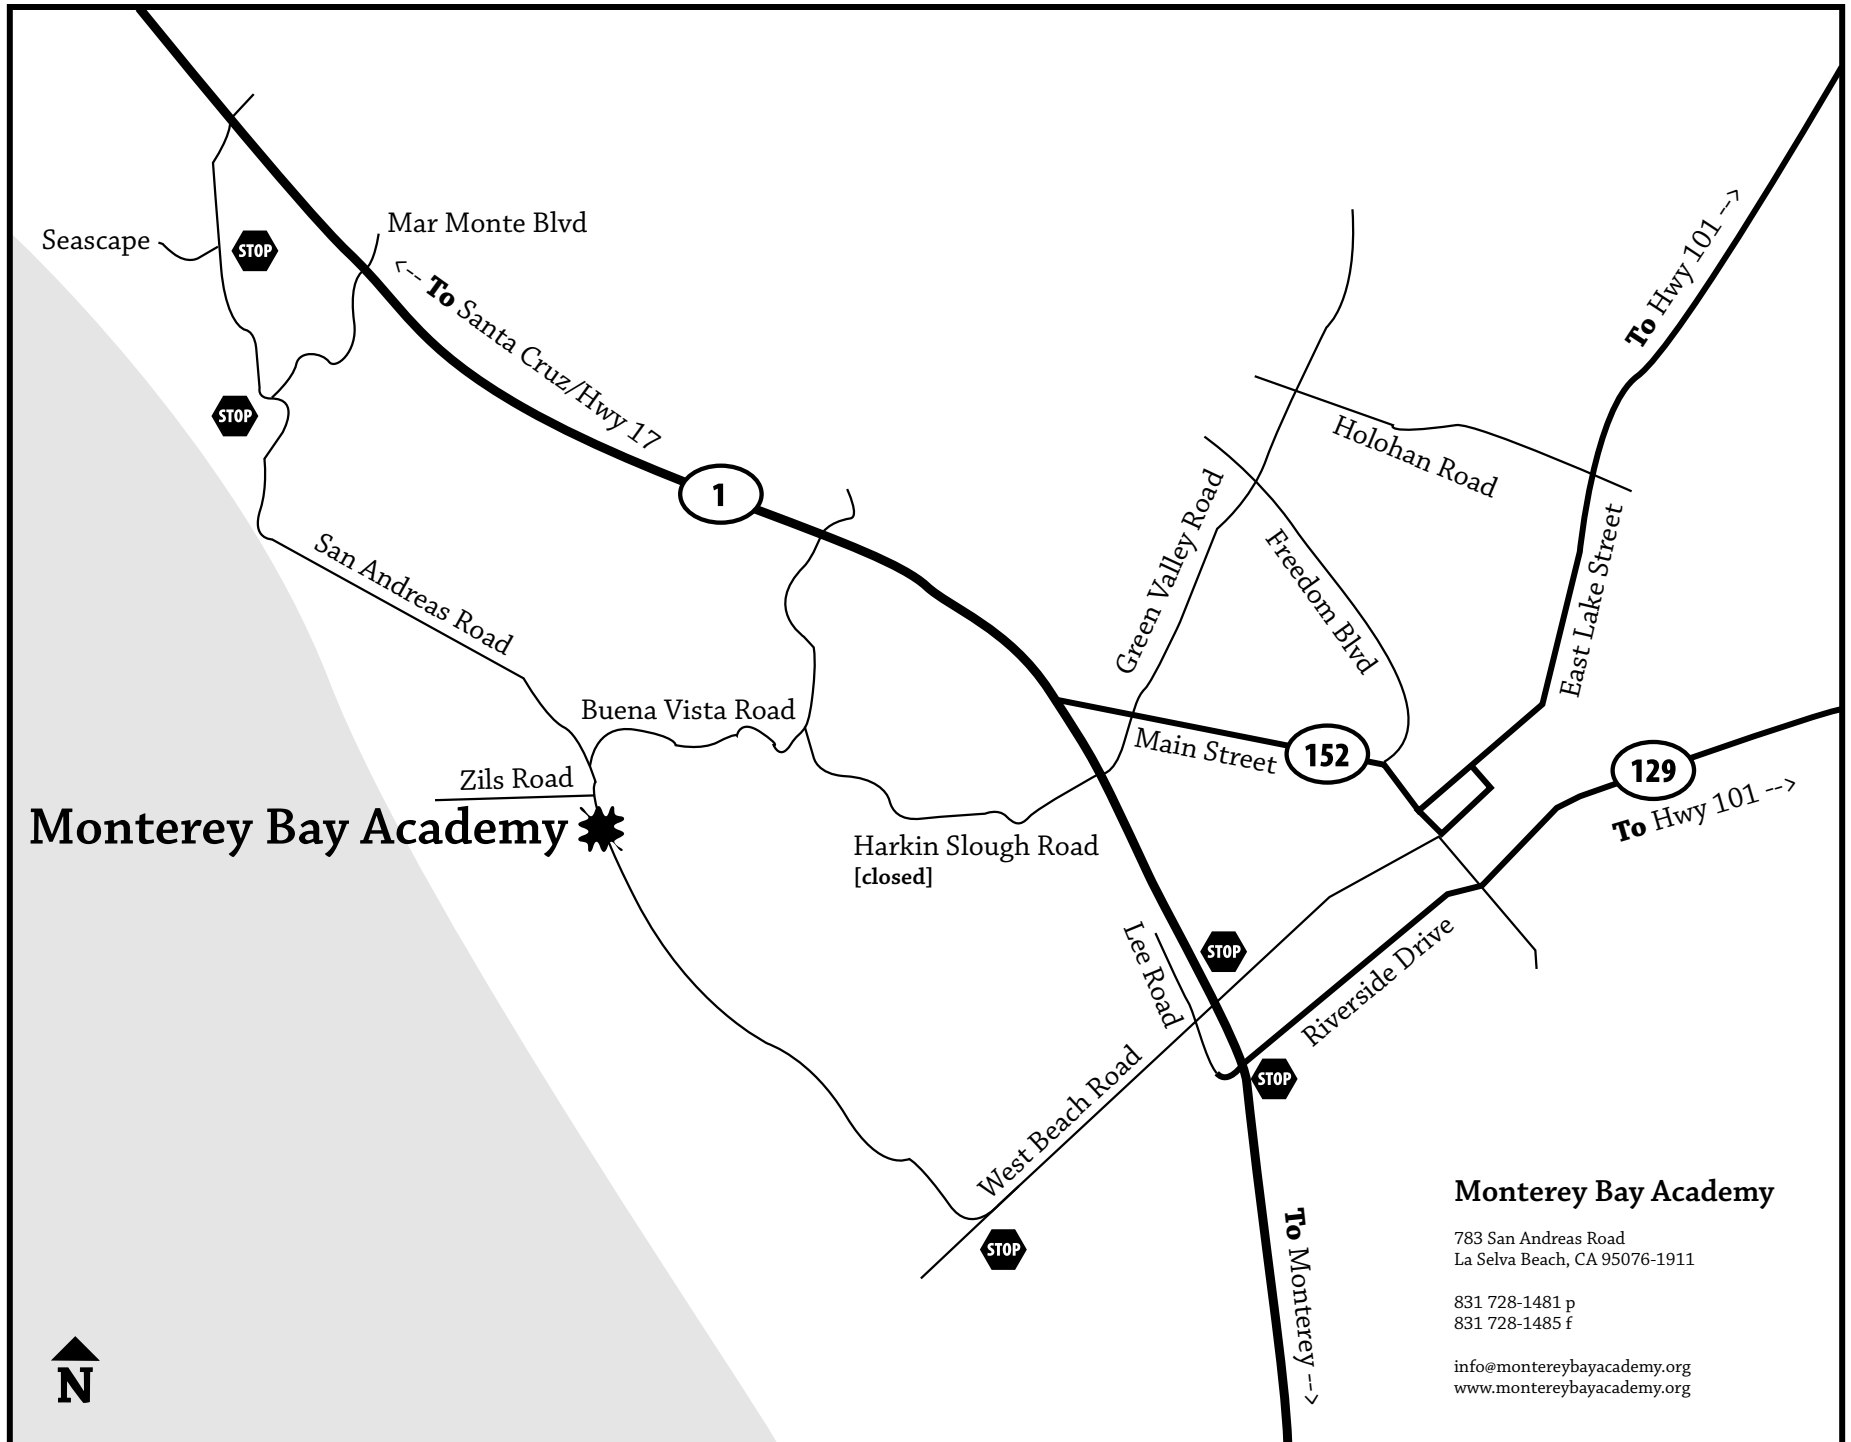 Seascape
STOP
Mar Monte Blvd
<-- To Santa Cruz/Hwy 17
To Hwy 101 -->
STOP
1
Holohan Road
Green Valley Road
Freedom Blvd
East Lake Street
San Andreas Road
Buena Vista Road
Main Street
152
129
To Hwy 101 -->
Zils Road
Monterey Bay Academy
Harkin Slough Road
[closed]
Lee Road
STOP
Riverside Drive
STOP
West Beach Road
STOP
To Monterey -->
N
Monterey Bay Academy
783 San Andreas Road
La Selva Beach, CA 95076-1911
831 728-1481 p
831 728-1485 f
info@montereybayacademy.org
www.montereybayacademy.org